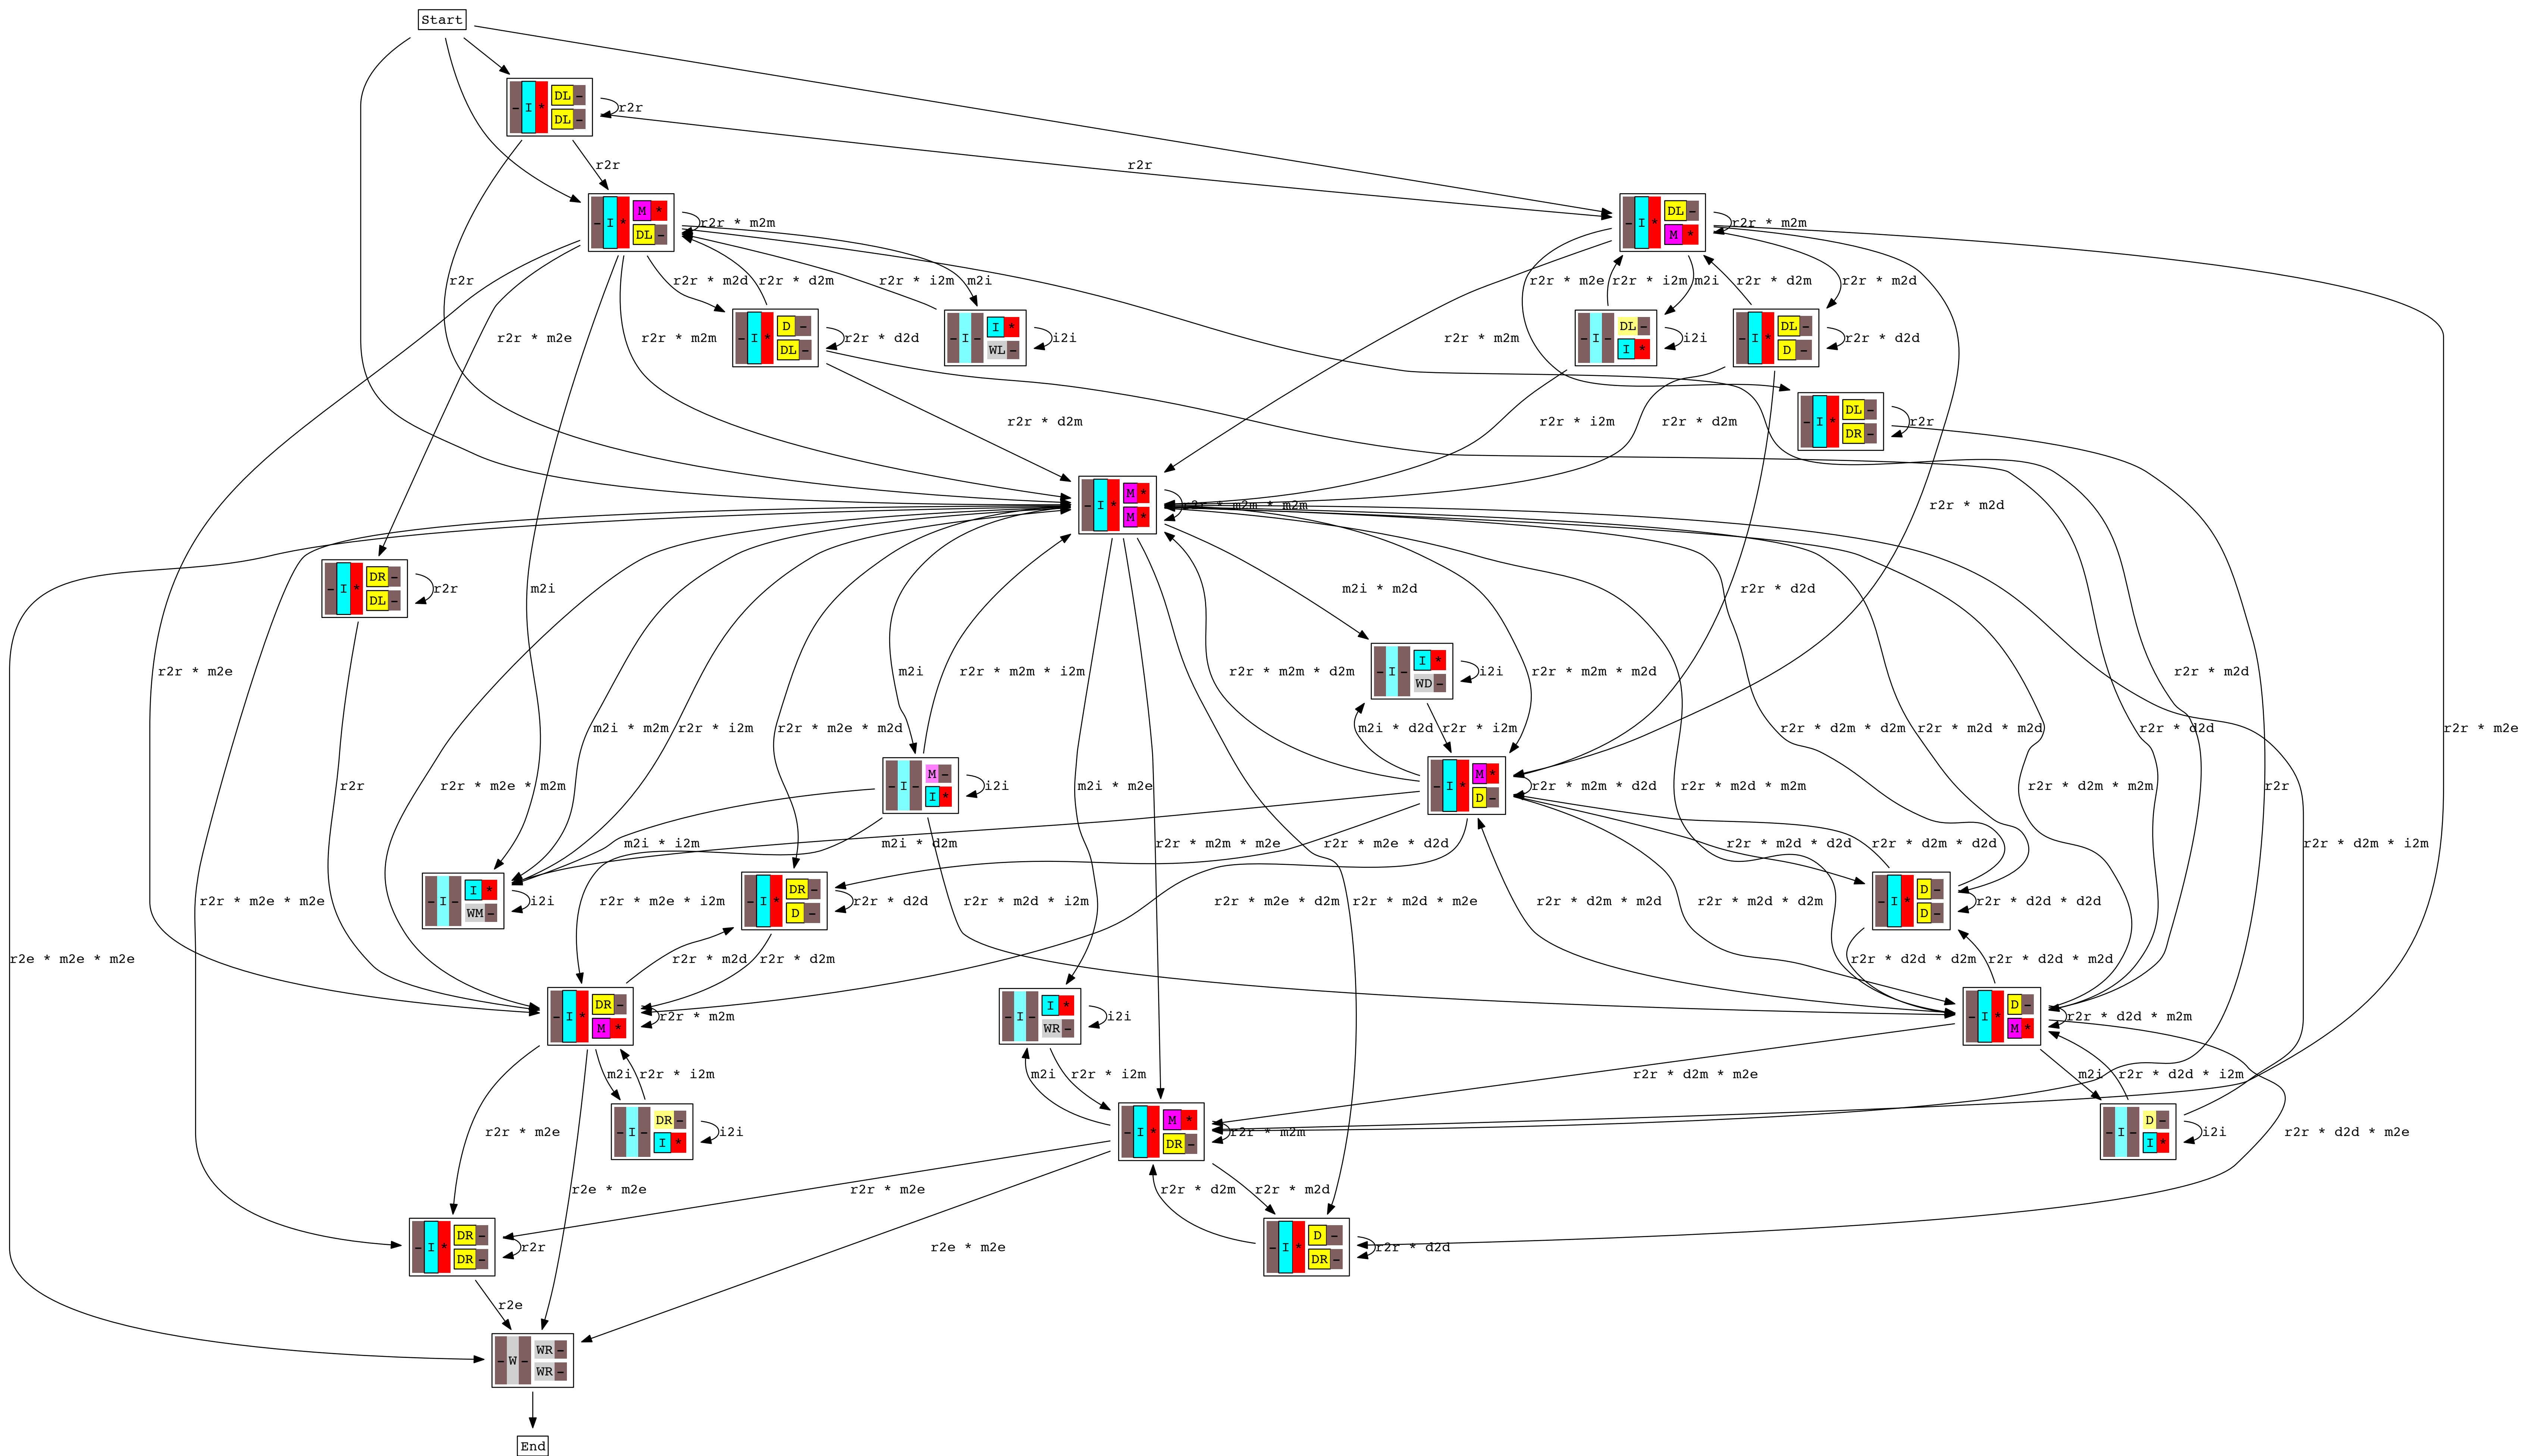 Start
- I * DL -
DL -
r2r
r2r
r2r
- I * M *
DL -
r2r * m2m
- I * DL -
M *
r2r * m2m
r2r
r2r * m2d
r2r * d2m
r2r * i2m
m2i
r2r * m2e
r2r * i2m
m2i
r2r * d2m
r2r * m2d
r2r * m2e
r2r * m2m
- I * D -
DL -
r2r * d2d
- I - I *
WL -
i2i
r2r * m2m
- I - DL -
I *
i2i
- I * DL -
D -
r2r * d2d
r2r * d2m
r2r * i2m
r2r * d2m
- I * DL -
DR -
r2r
- I * M *
M *
r2r * m2m * m2m
r2r * m2d
- I * DR -
DL -
r2r
m2i
m2i * m2d
r2r * d2d
r2r * m2e
m2i
r2r * m2m * i2m
r2r * m2m * d2m
- I - I *
WD -
i2i
r2r * m2m * m2d
r2r * m2d
m2i * m2m
r2r * i2m
r2r * m2e * m2d
m2i * d2d
r2r * i2m
r2r * d2m * d2m
r2r * m2d * m2d
r2r * d2d
r2r * m2e
r2r
r2r * m2e * m2m
- I - M -
I *
i2i
m2i * m2e
- I * M *
D -
r2r * m2m * d2d
r2r * m2d * m2m
r2r * d2m * m2m
r2r
m2i * i2m
m2i * d2m
r2r * m2m * m2e
r2r * m2e * d2d
r2r * m2d * d2d
r2r * d2m * d2d
r2r * d2m * i2m
r2r * m2e * m2e
- I - I *
WM -
i2i
r2r * m2e * i2m
- I * DR -
D -
r2r * d2d
r2r * m2d * i2m
r2r * m2e * d2m
r2r * m2d * m2e
r2r * d2m * m2d
r2r * m2d * d2m
- I * D -
D -
r2r * d2d * d2d
r2e * m2e * m2e
r2r * m2d
r2r * d2m
r2r * d2d * d2m
r2r * d2d * m2d
- I * DR -
M *
r2r * m2m
- I - I *
WR -
i2i
- I * D -
M *
r2r * d2d * m2m
m2i
r2r * i2m
m2i
r2r * i2m
r2r * d2m * m2e
m2i
r2r * d2d * i2m
r2r * m2e
- I - DR -
I *
i2i
- I * M *
DR -
r2r * m2m
- I - D -
I *
i2i
r2r * d2d * m2e
r2e * m2e
r2r * m2e
r2r * d2m
r2r * m2d
- I * DR -
DR -
r2r
r2e * m2e
- I * D -
DR -
r2r * d2d
r2e
- W - WR -
WR -
End